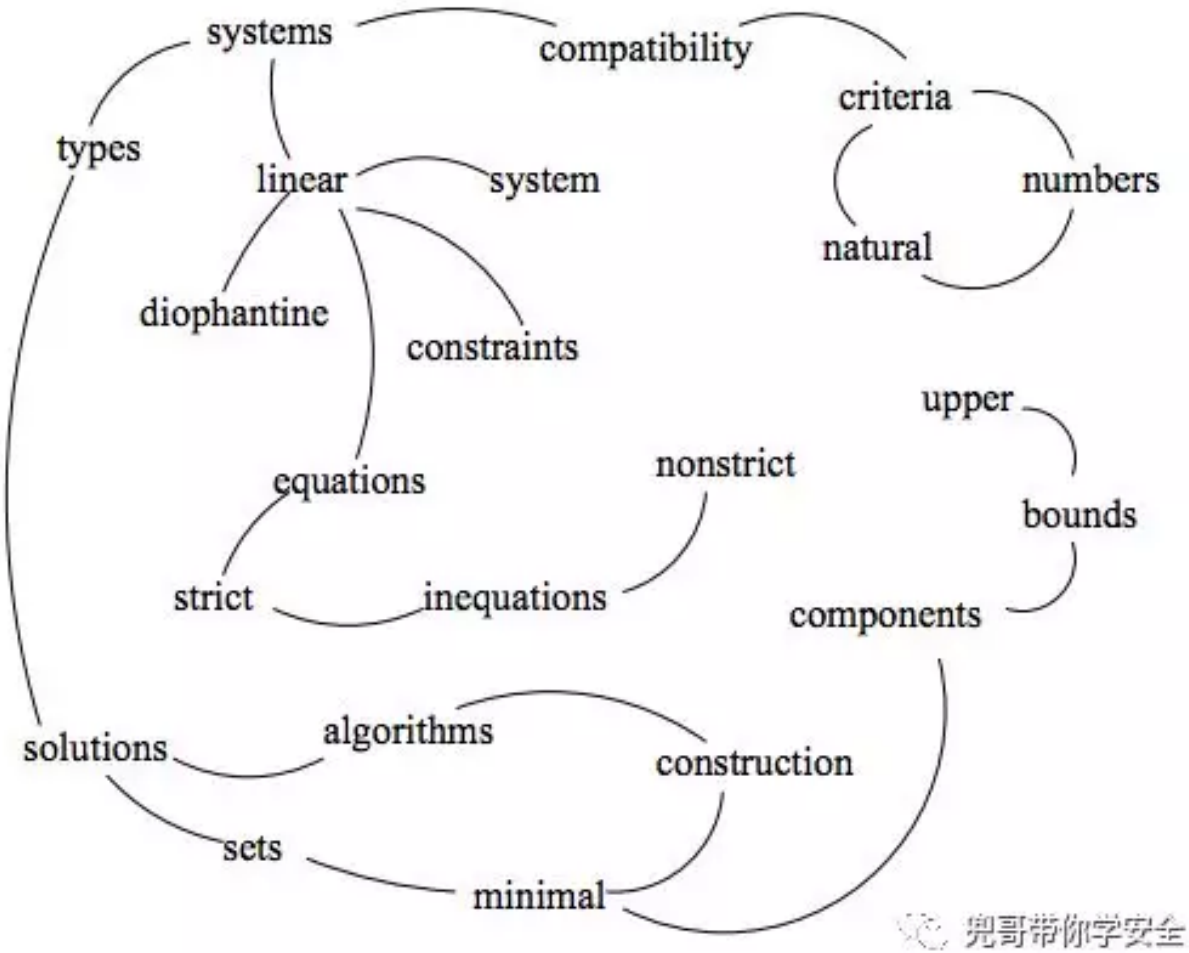 systems
compatibility
criteria
types
linear
system
numbers
natural
diophantine
constraints
upper
equations
nonstrict
bounds
strict
inequations
components
solutions
algorithms
construction
sets
minimal
兜哥带你学安全